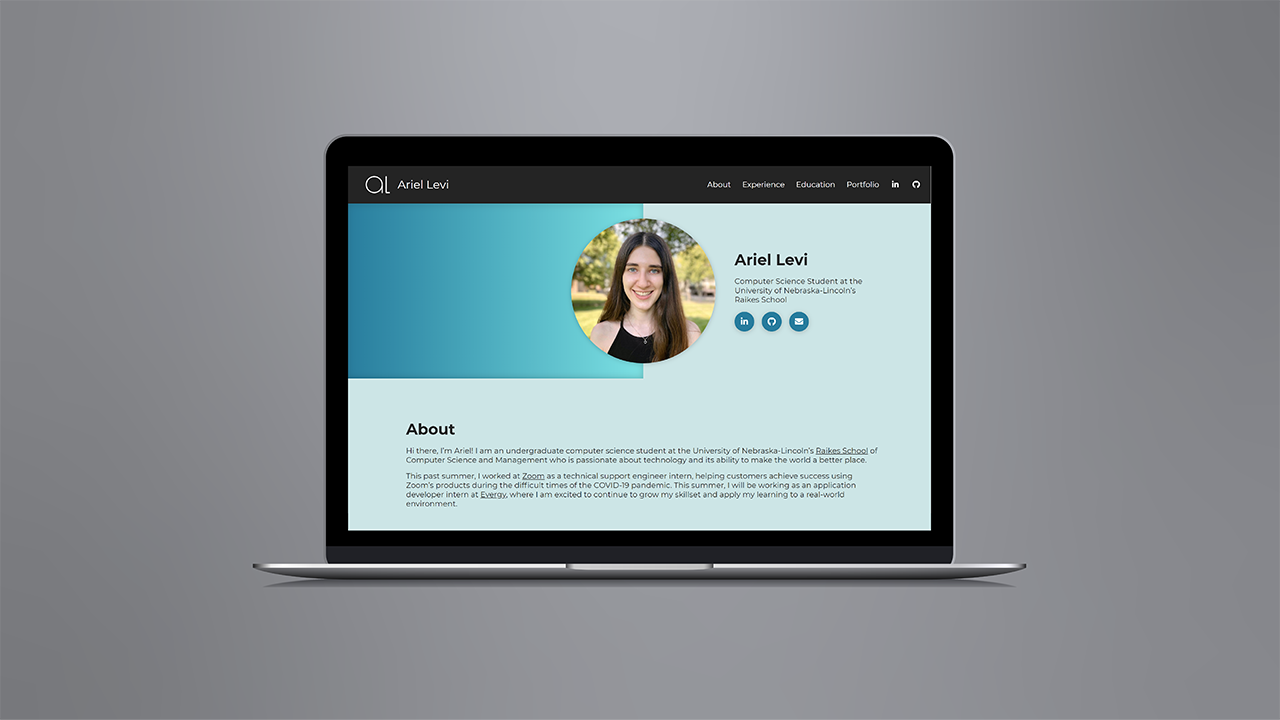 al Ariel Levi About Experience Education Portfolio in
Ariel Levi
Computer Science Student at the
University of Nebraska-Lincoln's
Raikes School
in
About
Hi there, I'm Ariel! I am an undergraduate computer science student at the University of Nebraska-Lincoln's Raikes School of
Computer Science and Management who is passionate about technology and its ability to make the world a better place.
This past summer, I worked at Zoom as a technical support engineer intern, helping customers achieve success using
Zoom's products during the difficult times of the COVID-19 pandemic. This summer, I will be working as an application
developer intern at Evergy, where I am excited to continue to grow my skillset and apply my learning to a real-world
environment.